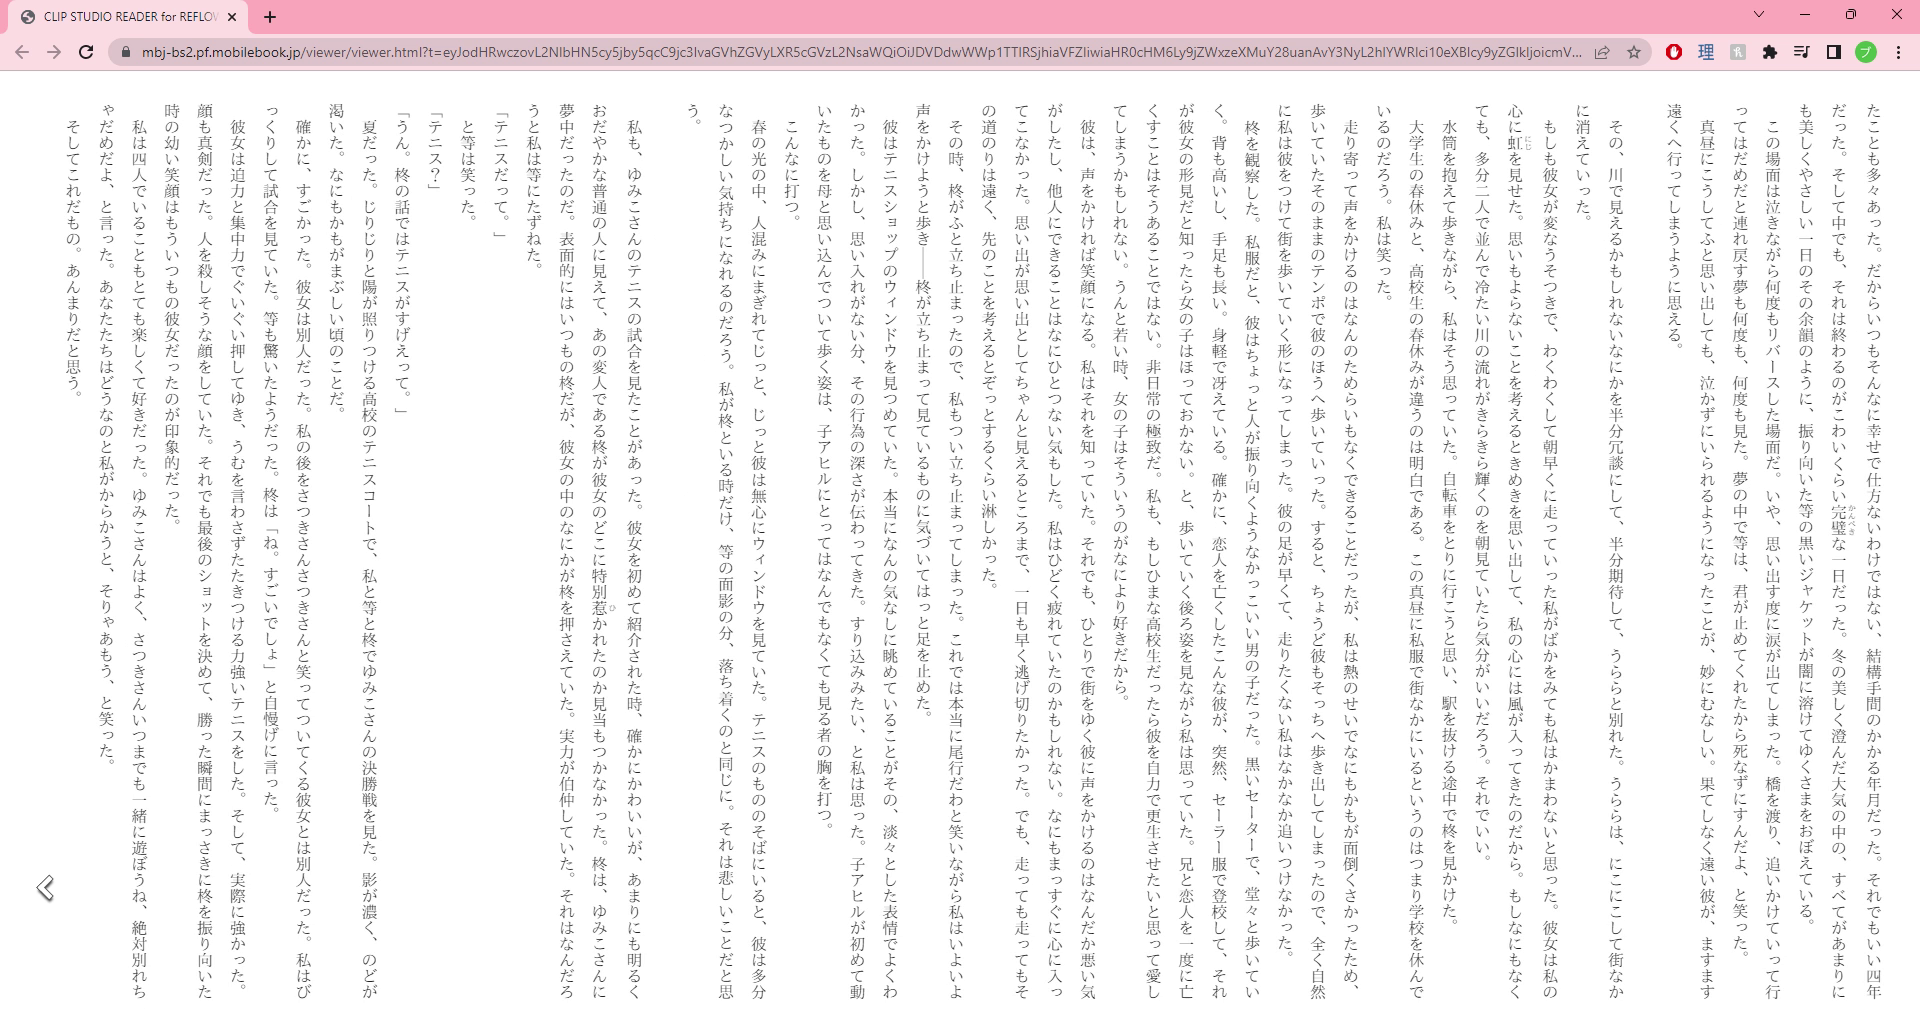 CLIP STUDIO READER for REFLOW
mbj-bs2.pf.mobilebook.jp/viewer/viewer.html?t=
理
プ
たことも多々あった。だからいつもそんなに幸せで仕方ないわけではない、結構手間のかかる年月だった。それでもいい四年
だった。そして中でも、それは終わるのがこわいくらい完璧な一日だった。冬の美しく澄んだ大気の中の、すべてがあまりに
も美しくやさしい一日のその余韻のように、振り向いた等の黒いジャケットが闇に溶けてゆくさまをおぼえている。
この場面は泣きながら何度もリバースした場面だ。いや、思い出す度に涙が出てしまった。橋を渡り、追いかけていって行
ってはだめだと連れ戻す夢も何度も、何度も見た。夢の中で等は、君が止めてくれたから死なずにすんだよ、と笑った。
真昼にこうしてふと思い出しても、泣かずにいられるようになったことが、妙にむなしい。果てしなく遠い彼が、ますます
遠くへ行ってしまうように思える。
その、川で見えるかもしれないなにかを半分冗談にして、半分期待して、うららと別れた。うららは、にこにこして街なか
に消えていった。
もしも彼女が変なうそつきで、わくわくして朝早くに走っていった私がばかをみても私はかまわないと思った。彼女は私の
心に虹を見せた。思いもよらないことを考えるときめきを思い出して、私の心には風が入ってきたのだから。もしなにもなく
ても、多分二人で並んで冷たい川の流れがきらきら輝くのを朝見ていたら気分がいいだろう。それでいい。
水筒を抱えて歩きながら、私はそう思っていた。自転車をとりに行こうと思い、駅を抜ける途中で柊を見かけた。
大学生の春休みと、高校生の春休みが違うのは明白である。この真昼に私服で街なかにいるというのはつまり学校を休んで
いるのだろう。私は笑った。
走り寄って声をかけるのはなんのためらいもなくできることだったが、私は熱のせいでなにもかもが面倒くさかったため、
歩いていたそのままのテンポで彼のほうへ歩いていった。すると、ちょうど彼もそっちへ歩き出してしまったので、全く自然
に私は彼をつけて街を歩いていく形になってしまった。彼の足が早くて、走りたくない私はなかなか追いつけなかった。
柊を観察した。私服だと、彼はちょっと人が振り向くようなかっこいい男の子だった。黒いセーターで、堂々と歩いてい
く。背も高いし、手足も長い。身軽で冴えている。確かに、恋人を亡くしたこんな彼が、突然、セーラー服で登校して、それ
が彼女の形見だと知ったら女の子はほっておかない。と、歩いていく後ろ姿を見ながら私は思っていた。兄と恋人を一度に亡
くすことはそうあることではない。非日常の極致だ。私も、もしひまな高校生だったら彼を自力で更生させたいと思って愛し
てしまうかもしれない。うんと若い時、女の子はそういうのがなにより好きだから。
彼は、声をかければ笑顔になる。私はそれを知っていた。それでも、ひとりで街をゆく彼に声をかけるのはなんだか悪い気
がしたし、他人にできることはなにひとつない気もした。私はひどく疲れていたのかもしれない。なにもまっすぐに心に入っ
てこなかった。思い出が思い出としてちゃんと見えるところまで、一日も早く逃げ切りたかった。でも、走っても走ってもそ
の道のりは遠く、先のことを考えるとぞっとするくらい淋しかった。
その時、柊がふと立ち止まったので、私もつい立ち止まってしまった。これでは本当に尾行だわと笑いながら私はいよいよ
声をかけようと歩き――柊が立ち止まって見ているものに気づいてはっと足を止めた。
彼はテニスショップのウィンドウを見つめていた。本当になんの気なしに眺めていることがその、淡々とした表情でよくわ
かった。しかし、思い入れがない分、その行為の深さが伝わってきた。すり込みみたい、と私は思った。子アヒルが初めて動
いたものを母と思い込んでついて歩く姿は、子アヒルにとってはなんでもなくても見る者の胸を打つ。
こんなに打つ。
春の光の中、人混みにまぎれてじっと、じっと彼は無心にウィンドウを見ていた。テニスのもののそばにいると、彼は多分
なつかしい気持ちになれるのだろう。私が柊といる時だけ、等の面影の分、落ち着くのと同じに。それは悲しいことだと思
う。
私も、ゆみこさんのテニスの試合を見たことがあった。彼女を初めて紹介された時、確かにかわいいが、あまりにも明るく
おだやかな普通の人に見えて、あの変人である柊が彼女のどこに特別惹かれたのか見当もつかなかった。柊は、ゆみこさんに
夢中だったのだ。表面的にはいつもの柊だが、彼女の中のなにかが柊を押さえていた。実力が伯仲していた。それはなんだろ
うと私は等にたずねた。
「テニスだって。」
と等は笑った。
「テニス？」
「うん。柊の話ではテニスがすげえって。」
夏だった。じりじりと陽が照りつける高校のテニスコートで、私と等と柊でゆみこさんの決勝戦を見た。影が濃く、のどが
渇いた。なにもかもがまぶしい頃のことだ。
確かに、すごかった。彼女は別人だった。私の後をさつきさんさつきさんと笑ってついてくる彼女とは別人だった。私はび
っくりして試合を見ていた。等も驚いたようだった。柊は「ね。すごいでしょ」と自慢げに言った。
彼女は迫力と集中力でぐいぐい押してゆき、うむを言わさずたたきつける力強いテニスをした。そして、実際に強かった。
顔も真剣だった。人を殺しそうな顔をしていた。それでも最後のショットを決めて、勝った瞬間にまっさきに柊を振り向いた
時の幼い笑顔はもういつもの彼女だったのが印象的だった。
私は四人でいることもとても楽しくて好きだった。ゆみこさんはよく、さつきさんいつまでも一緒に遊ぼうね、絶対別れち
ゃだめだよ、と言った。あなたたちはどうなのと私がからかうと、そりゃあもう、と笑った。
そしてこれだもの。あんまりだと思う。